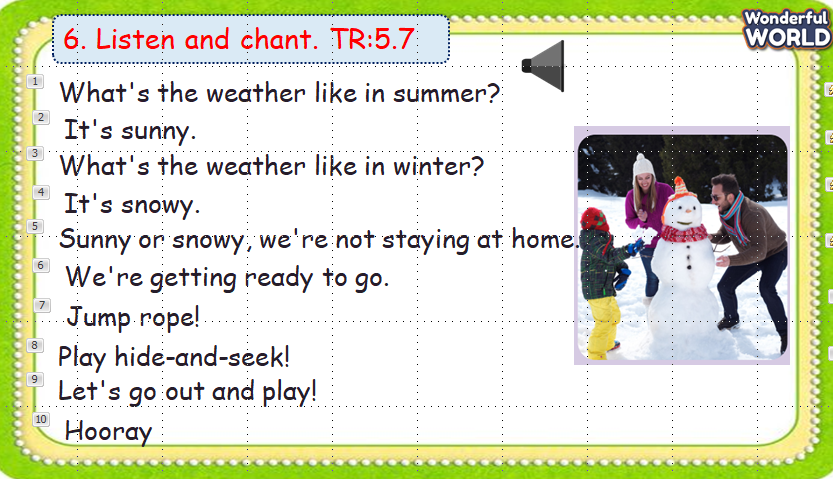 6. Listen and chant. TR:5.7
Wonderful
WORLD
1 What's the weather like in summer?
2 It's sunny.
3 What's the weather like in winter?
4 It's snowy.
5 Sunny or snowy, we're not staying at home.
6 We're getting ready to go.
7 Jump rope!
8 Play hide-and-seek!
9 Let's go out and play!
10 Hooray